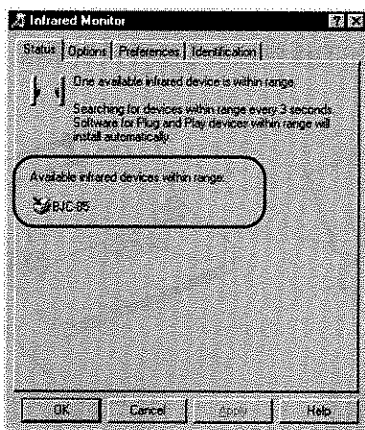 Infrared Monitor
Status Options Preferences Identification
One available infrared device is within range.
Searching for devices within range every 3 seconds.
Software for Plug and Play devices within range will
install automatically.
Available infrared devices within range:
BJC-85
OK Cancel Apply Help